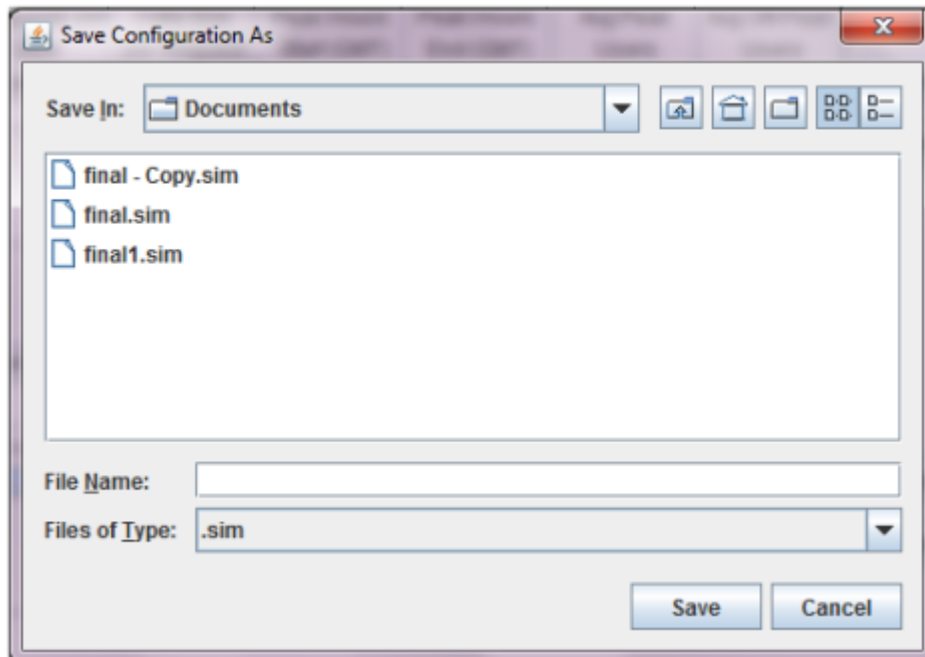 Save Configuration As
Save In: Documents
final - Copy.sim
final.sim
final1.sim
File Name:
Files of Type: .sim
Save Cancel